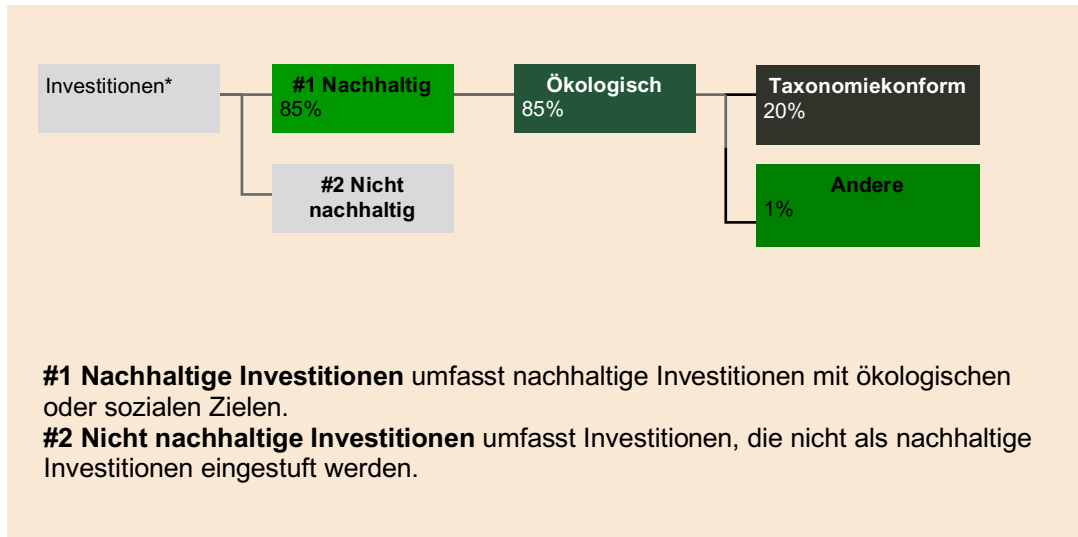 Investitionen*
#1 Nachhaltig
85%
Ökologisch
85%
Taxonomiekonform
20%
#2 Nicht
nachhaltig
Andere
1%
#1 Nachhaltige Investitionen umfasst nachhaltige Investitionen mit ökologischen
oder sozialen Zielen.
#2 Nicht nachhaltige Investitionen umfasst Investitionen, die nicht als nachhaltige
Investitionen eingestuft werden.